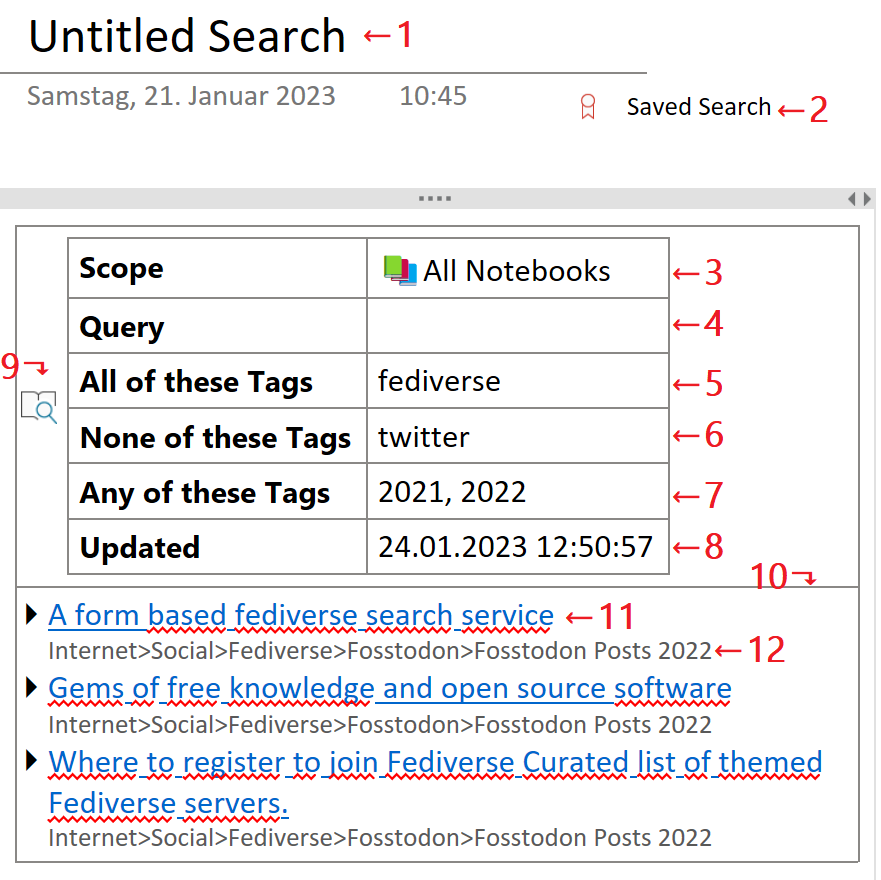 Untitled Search ←1
Samstag, 21. Januar 2023 10:45
Saved Search ←2
Scope All Notebooks ←3
Query ←4
9
All of these Tags fediverse ←5
None of these Tags twitter ←6
Any of these Tags 2021, 2022 ←7
Updated 24.01.2023 12:50:57 ←8
10
A form based fediverse search service ←11
Internet>Social>Fediverse>Fosstodon>Fosstodon Posts 2022 ←12
Gems of free knowledge and open source software
Internet>Social>Fediverse>Fosstodon>Fosstodon Posts 2022
Where to register to join Fediverse Curated list of themed
Fediverse servers.
Internet>Social>Fediverse>Fosstodon>Fosstodon Posts 2022